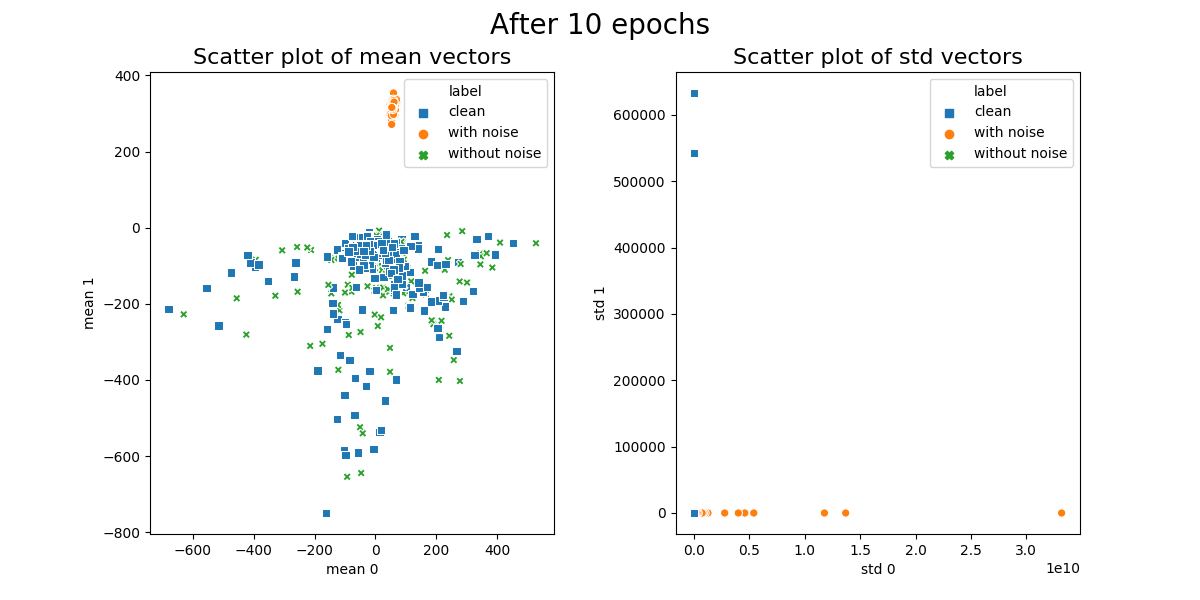 After 10 epochs
Scatter plot of mean vectors
400
200
0
−200
−400
−600
−800
mean 1
−600
−400
−200
0
200
400
mean 0
label
clean
with noise
without noise
Scatter plot of std vectors
600000
500000
400000
300000
200000
100000
0
std 1
0.0
0.5
1.0
1.5
2.0
2.5
3.0
1e10
std 0
label
clean
with noise
without noise